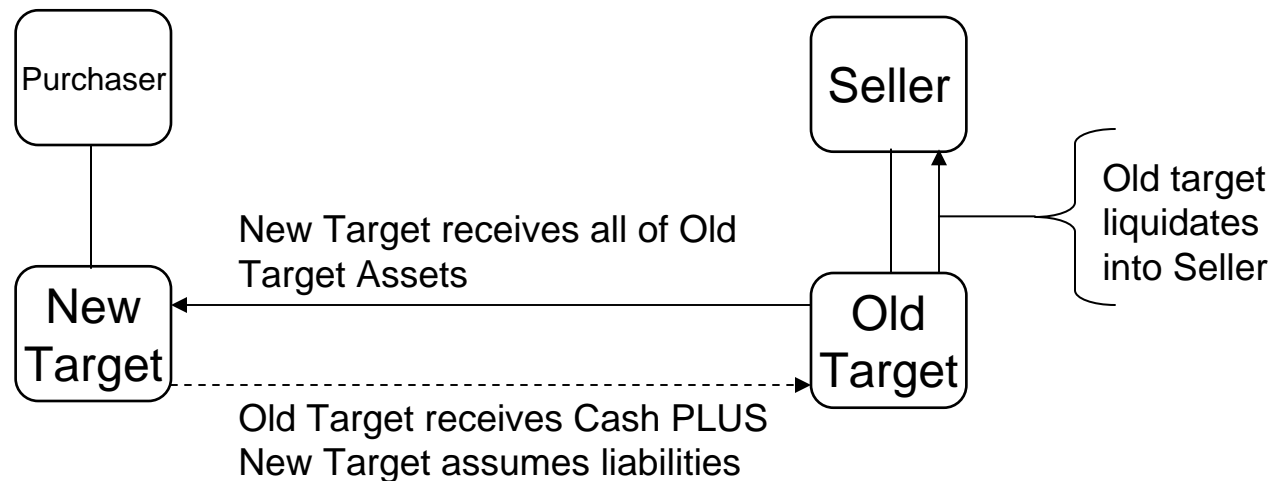 Purchaser
Seller
Old target
liquidates
into Seller
New Target receives all of Old
Target Assets
New
Target
Old
Target
Old Target receives Cash PLUS
New Target assumes liabilities